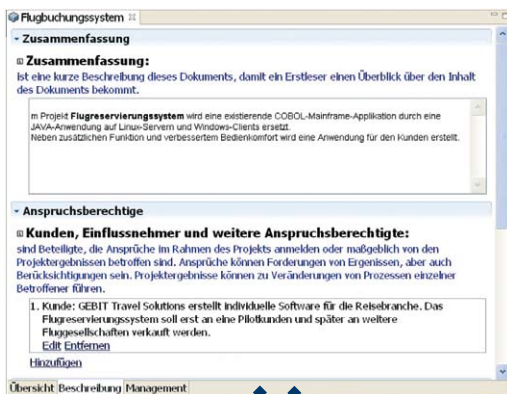 Flugbuchungssystem
Zusammenfassung
Zusammenfassung:
ist eine kurze Beschreibung dieses Dokuments, damit ein Erstleser einen Überblick über den Inhalt
des Dokuments bekommt.
m Projekt Flugreservierungssystem wird eine existierende COBOL-Mainframe-Applikation durch eine
JAVA-Anwendung auf Linux-Servern und Windows-Clients ersetzt.
Neben zusätzlichen Funktion und verbessertem Bedienkomfort wird eine Anwendung für den Kunden erstellt.
Anspruchsberechtige
Kunden, Einflussnehmer und weitere Anspruchsberechtigte:
sind Beteiligte, die Ansprüche im Rahmen des Projekts anmelden oder maßgeblich von den
Projektergebnissen betroffen sind. Ansprüche können Forderungen von Ergenissen, aber auch
Berücksichtigungen sein. Projektergebnisse können zu Veränderungen von Prozessen einzelner
Betroffener führen.
1. Kunde: GEBIT Travel Solutions erstellt individuelle Software für die Reisebranche. Das
Flugreservierungssystem soll erst an eine Pilotkunden und später an weitere
Fluggesellschaften verkauft werden.
Edit Entfernen
Hinzufügen
Übersicht Beschreibung Management